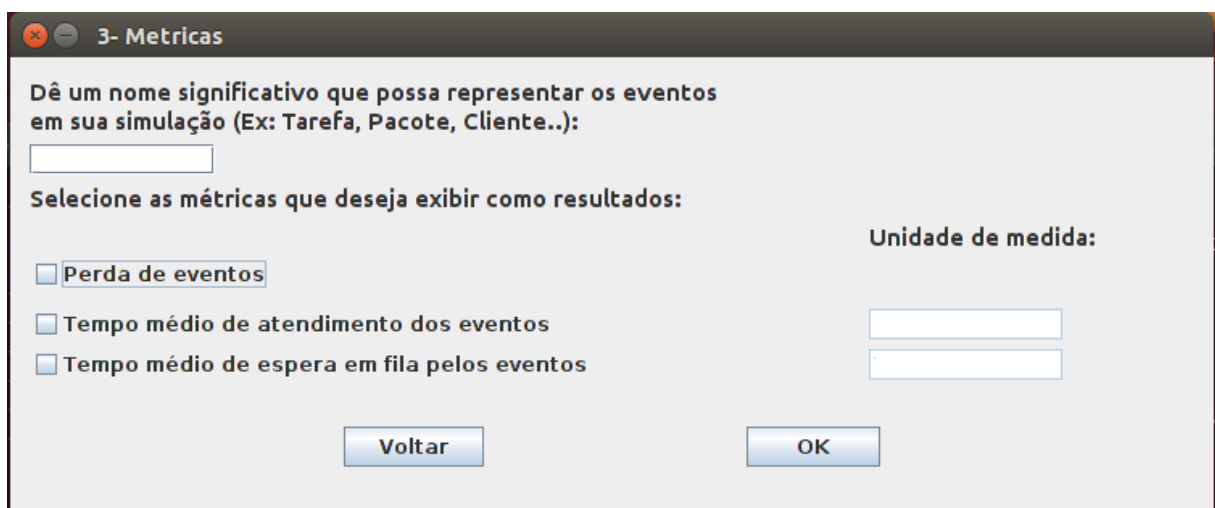 3- Metricas
Dê um nome significativo que possa representar os eventos
em sua simulação (Ex: Tarefa, Pacote, Cliente..):
Selecione as métricas que deseja exibir como resultados:
Unidade de medida:
Perda de eventos
Tempo médio de atendimento dos eventos
Tempo médio de espera em fila pelos eventos
Voltar
OK